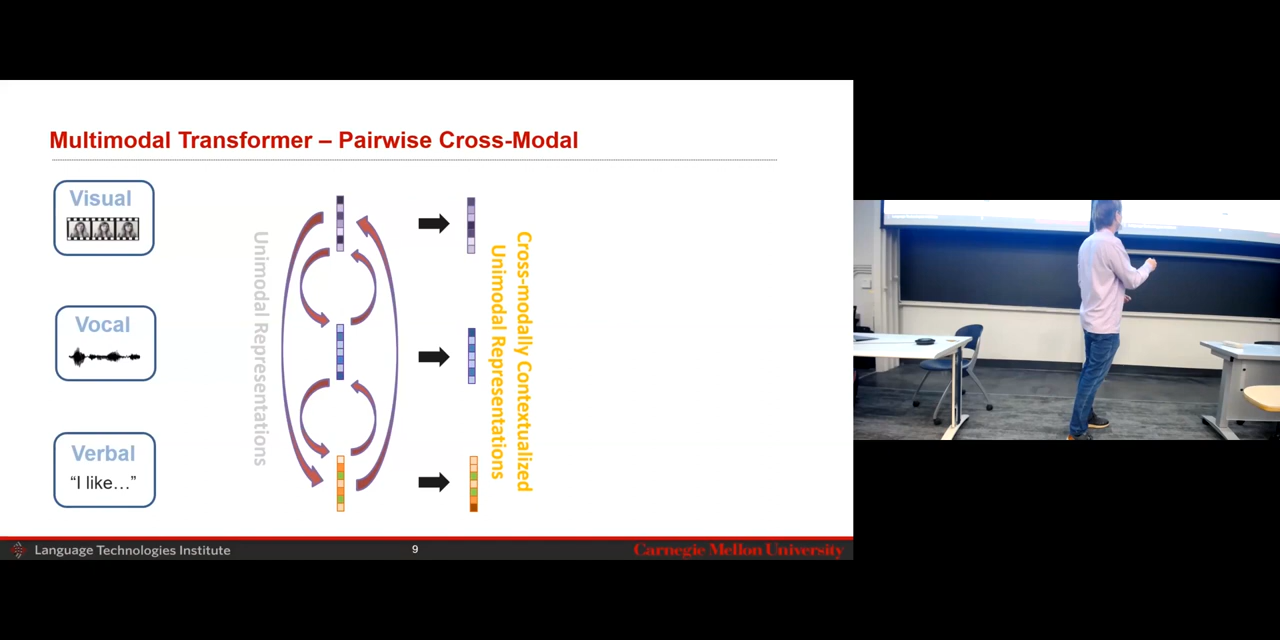 Multimodal Transformer – Pairwise Cross-Modal
Visual
Vocal
Verbal
“I like…”
Unimodal Representations
Cross-modally Contextualized
Unimodal Representations
Language Technologies Institute
9
Carnegie Mellon University